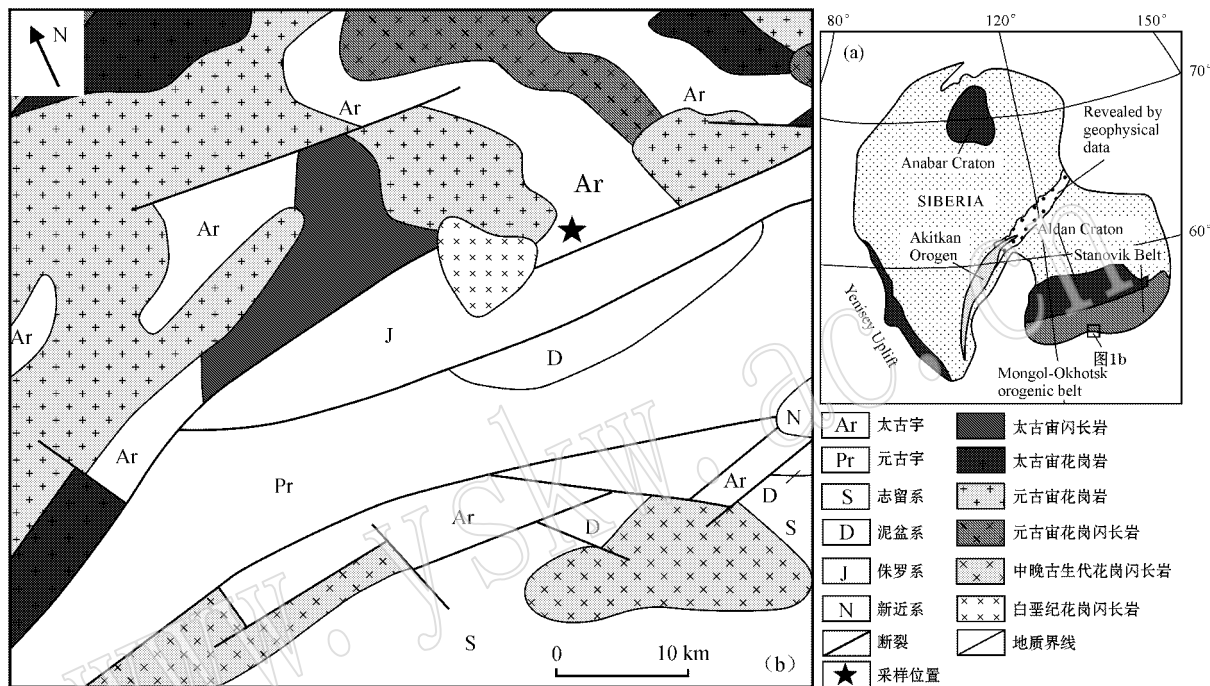 N
Ar
Ar
Ar
Ar
Ar
Ar
J
D
N
Pr
Ar
D
Ar
D
S
S
0 10 km
(b)
80° 120° 150°
(a)
70°
Revealed by
geophysical
data
Anabar Craton
SIBERIA
Aldan Craton
60°
Akitkan
Orogen
Stanovik Belt
Yenisey Uplift
图1b
Mongol-Okhotsk
orogenic belt
Ar 太古宇
太古宙闪长岩
Pr 元古宇
太古宙花岗岩
S 志留系
元古宙花岗岩
D 泥盆系
元古宙花岗闪长岩
J 侏罗系
中晚古生代花岗闪长岩
N 新近系
白垩纪花岗闪长岩
断裂
地质界线
采样位置
www.yskw.ac.cn